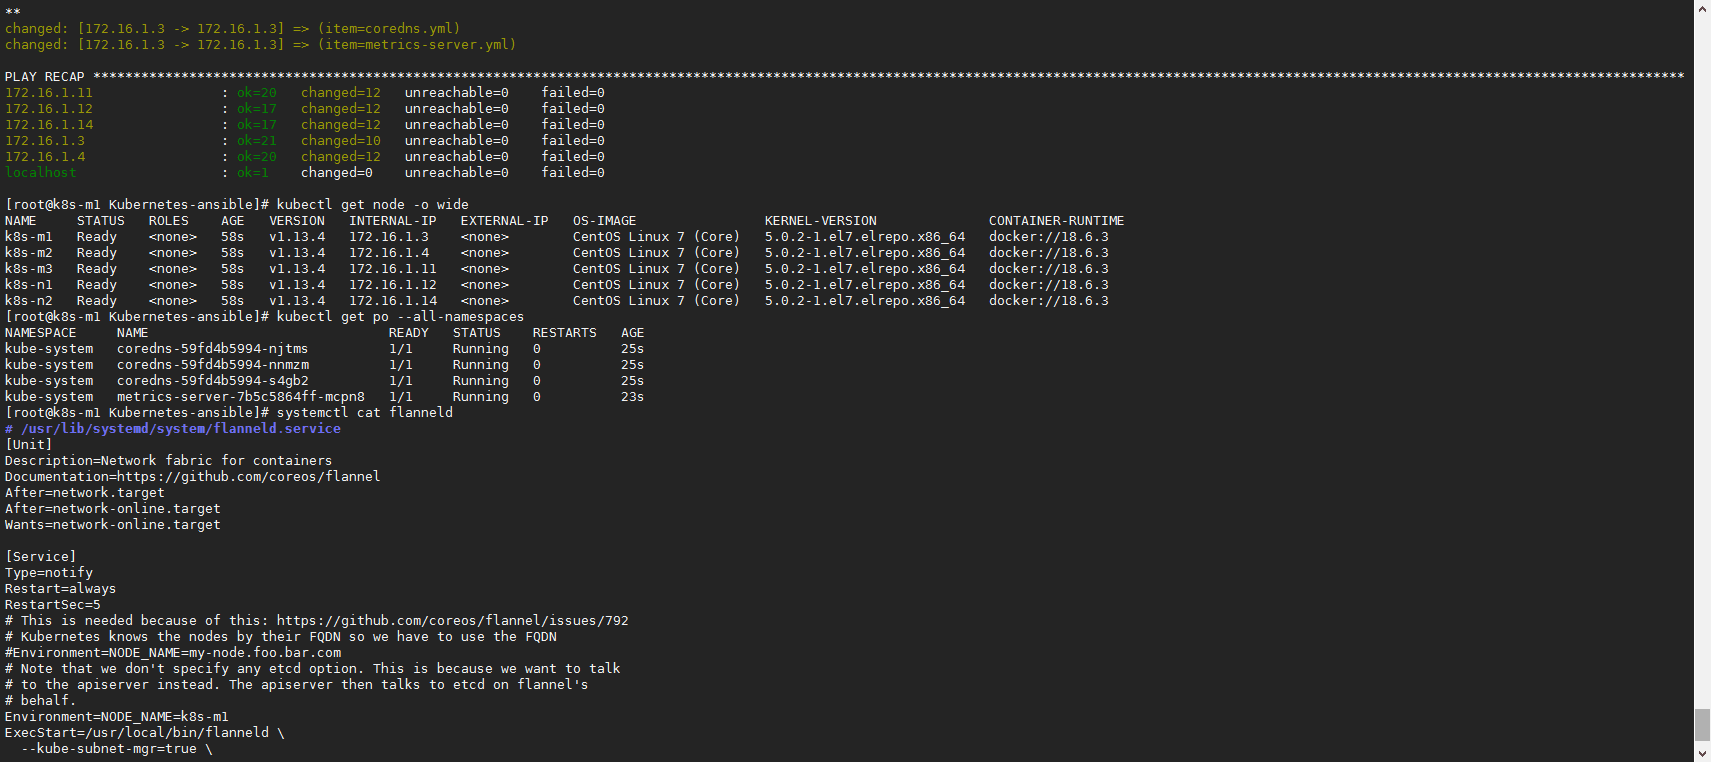 **
changed: [172.16.1.3 -> 172.16.1.3] => (item=coredns.yml)
changed: [172.16.1.3 -> 172.16.1.3] => (item=metrics-server.yml)
PLAY RECAP *******************************************************************************************************************************************************************************************************
172.16.1.11                : ok=20   changed=12   unreachable=0    failed=0
172.16.1.12                : ok=17   changed=12   unreachable=0    failed=0
172.16.1.14                : ok=17   changed=12   unreachable=0    failed=0
172.16.1.3                 : ok=21   changed=10   unreachable=0    failed=0
172.16.1.4                 : ok=20   changed=12   unreachable=0    failed=0
localhost                  : ok=1    changed=0    unreachable=0    failed=0
[root@k8s-m1 Kubernetes-ansible]# kubectl get node -o wide
NAME     STATUS   ROLES    AGE   VERSION   INTERNAL-IP   EXTERNAL-IP   OS-IMAGE                KERNEL-VERSION              CONTAINER-RUNTIME
k8s-m1   Ready    <none>   58s   v1.13.4   172.16.1.3    <none>        CentOS Linux 7 (Core)   5.0.2-1.el7.elrepo.x86_64   docker://18.6.3
k8s-m2   Ready    <none>   58s   v1.13.4   172.16.1.4    <none>        CentOS Linux 7 (Core)   5.0.2-1.el7.elrepo.x86_64   docker://18.6.3
k8s-m3   Ready    <none>   58s   v1.13.4   172.16.1.11   <none>        CentOS Linux 7 (Core)   5.0.2-1.el7.elrepo.x86_64   docker://18.6.3
k8s-n1   Ready    <none>   58s   v1.13.4   172.16.1.12   <none>        CentOS Linux 7 (Core)   5.0.2-1.el7.elrepo.x86_64   docker://18.6.3
k8s-n2   Ready    <none>   58s   v1.13.4   172.16.1.14   <none>        CentOS Linux 7 (Core)   5.0.2-1.el7.elrepo.x86_64   docker://18.6.3
[root@k8s-m1 Kubernetes-ansible]# kubectl get po --all-namespaces
NAMESPACE     NAME                              READY   STATUS    RESTARTS   AGE
kube-system   coredns-59fd4b5994-njtms          1/1     Running   0          25s
kube-system   coredns-59fd4b5994-nnmzm          1/1     Running   0          25s
kube-system   coredns-59fd4b5994-s4gb2          1/1     Running   0          25s
kube-system   metrics-server-7b5c5864ff-mcpn8   1/1     Running   0          23s
[root@k8s-m1 Kubernetes-ansible]# systemctl cat flanneld
# /usr/lib/systemd/system/flanneld.service
[Unit]
Description=Network fabric for containers
Documentation=https://github.com/coreos/flannel
After=network.target
After=network-online.target
Wants=network-online.target
[Service]
Type=notify
Restart=always
RestartSec=5
# This is needed because of this: https://github.com/coreos/flannel/issues/792
# Kubernetes knows the nodes by their FQDN so we have to use the FQDN
#Environment=NODE_NAME=my-node.foo.bar.com
# Note that we don't specify any etcd option. This is because we want to talk
# to the apiserver instead. The apiserver then talks to etcd on flannel's
# behalf.
Environment=NODE_NAME=k8s-m1
ExecStart=/usr/local/bin/flanneld \
  --kube-subnet-mgr=true \